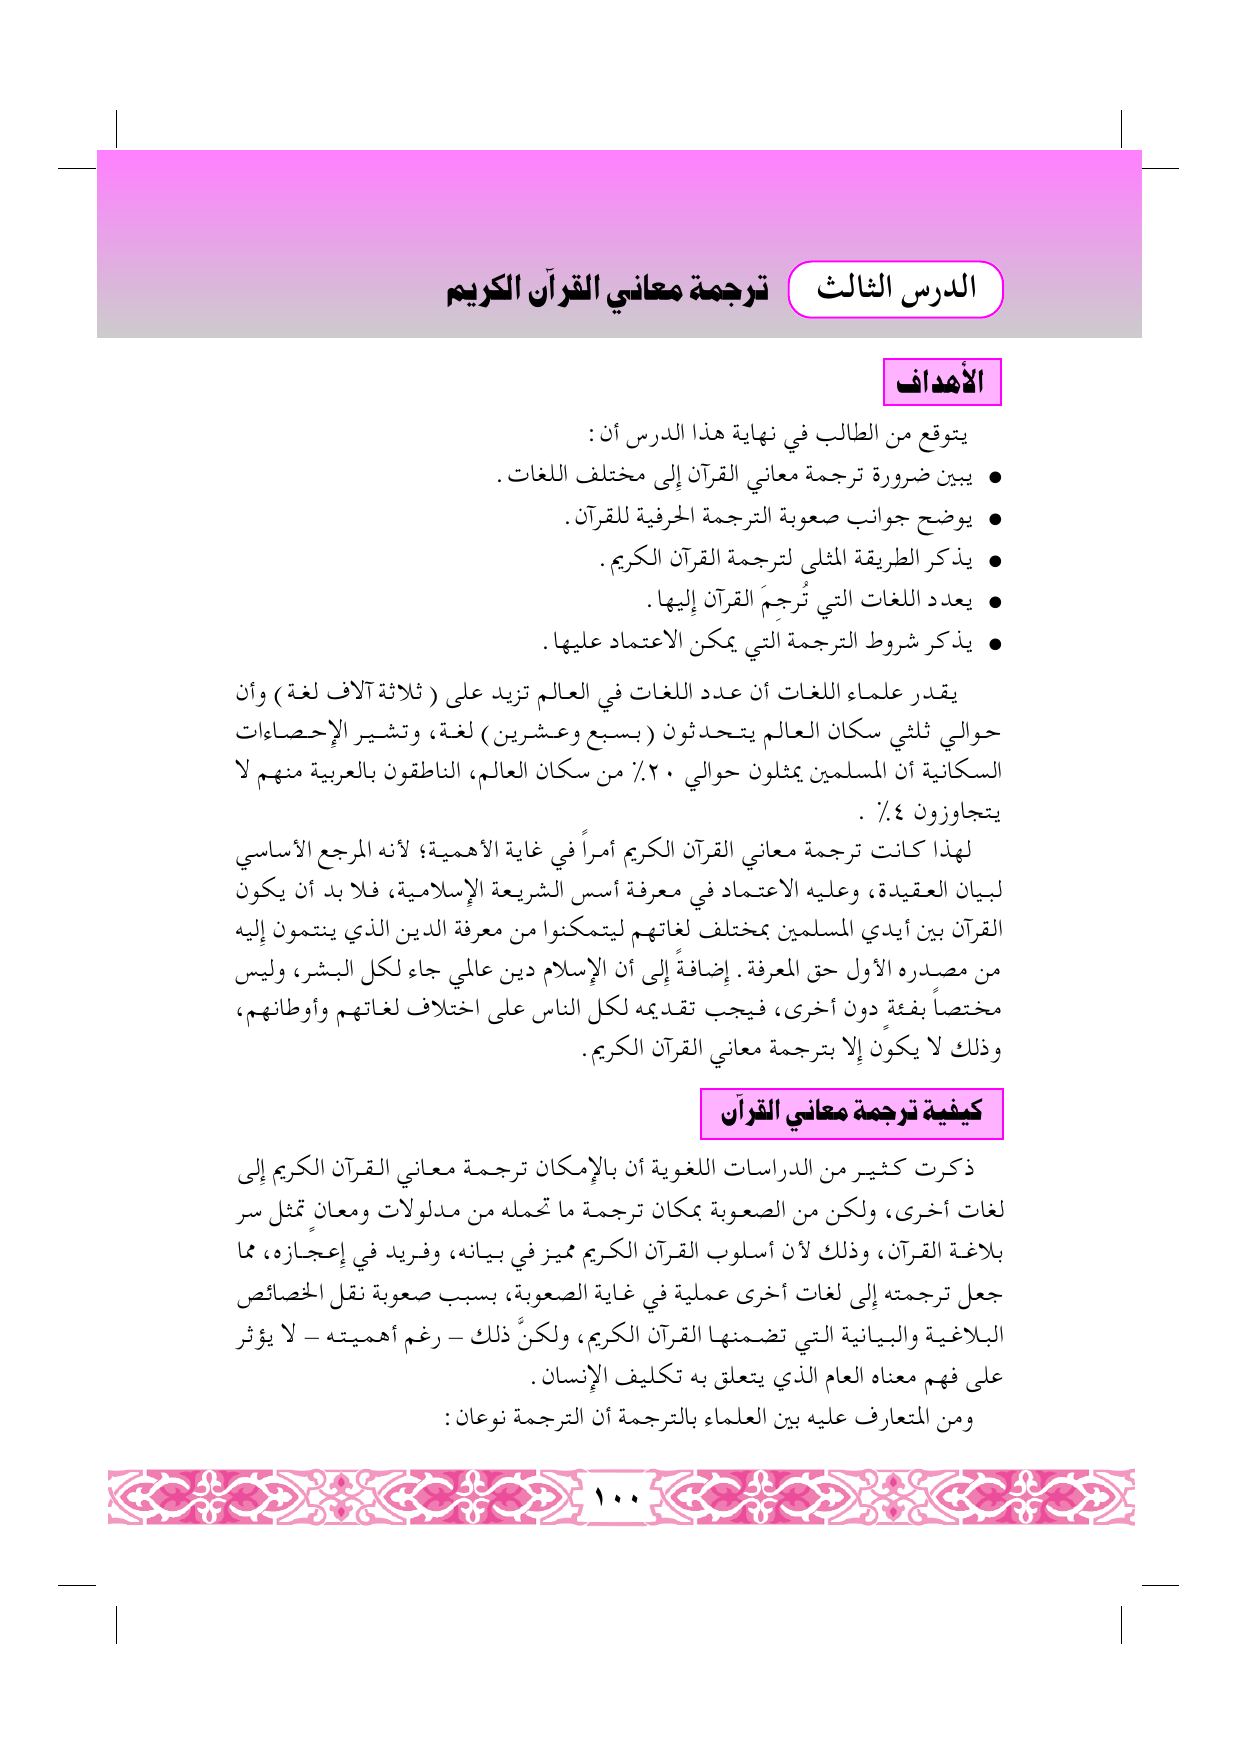 الدرس الثالث ترجمة معاني القرآن الكريم
الأهداف
يتوقع من الطالب في نهاية هذا الدرس أن:
● يبين ضرورة ترجمة معاني القرآن إلى مختلف اللغات.
● يوضح جوانب صعوبة الترجمة الحرفية للقرآن.
● يذكر الطريقة المثلى لترجمة القرآن الكريم.
● يعدد اللغات التي تُرجِمَ القرآن إليها.
● يذكر شروط الترجمة التي يمكن الاعتماد عليها.
يقدر علماء اللغات أن عدد اللغات في العالم تزيد على (ثلاثة آلاف لغة) وأن
حوالي ثلثي سكان العالم يتحدثون (بسبع وعشرين) لغة، وتشير الإحصاءات
السكانية أن المسلمين يمثلون حوالي ٢٠٪ من سكان العالم، الناطقون بالعربية منهم لا
يتجاوزون ٤٪ .
لهذا كانت ترجمة معاني القرآن الكريم أمراً في غاية الأهمية؛ لأنه المرجع الأساسي
لبيان العقيدة، وعليه الاعتماد في معرفة أسس الشريعة الإسلامية، فلا بد أن يكون
القرآن بين أيدي المسلمين بمختلف لغاتهم ليتمكنوا من معرفة الدين الذي ينتمون إليه
من مصدره الأول حق المعرفة. إضافةً إلى أن الإسلام دين عالمي جاء لكل البشر، وليس
مختصاً بفئةٍ دون أخرى، فيجب تقديمه لكل الناس على اختلاف لغاتهم وأوطانهم،
وذلك لا يكون إلا بترجمة معاني القرآن الكريم.
كيفية ترجمة معاني القرآن
ذكرت كثير من الدراسات اللغوية أن بالإمكان ترجمة معاني القرآن الكريم إلى
لغات أخرى، ولكن من الصعوبة بمكان ترجمة ما تحمله من مدلولات ومعانٍ تمثل سر
بلاغة القرآن، وذلك لأن أسلوب القرآن الكريم مميز في بيانه، وفريد في إعجازه، مما
جعل ترجمته إلى لغات أخرى عملية في غاية الصعوبة، بسبب صعوبة نقل الخصائص
البلاغية والبيانية التي تضمنها القرآن الكريم، ولكنَّ ذلك – رغم أهميته – لا يؤثر
على فهم معناه العام الذي يتعلق به تكليف الإنسان.
ومن المتعارف عليه بين العلماء بالترجمة أن الترجمة نوعان:
١٠٠